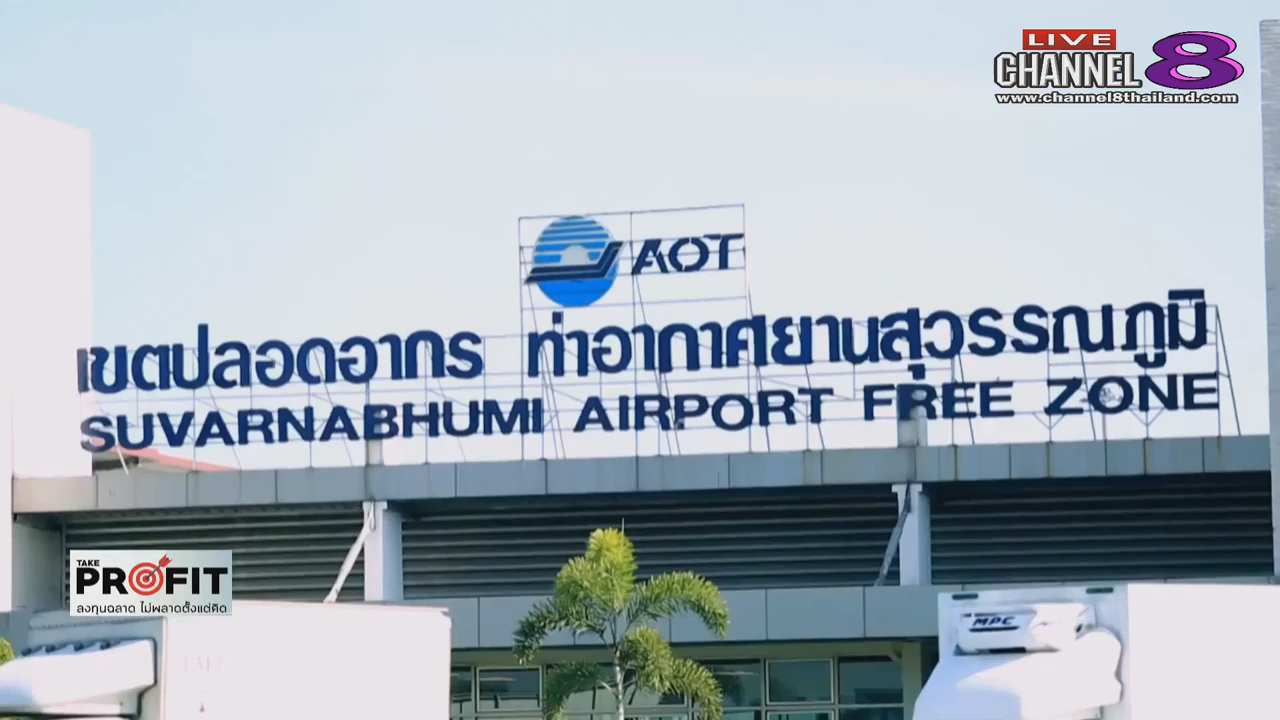 LIVE
CHANNEL 8
www.channel8thailand.com
AOT
เขตปลอดอากร ท่าอากาศยานสุวรรณภูมิ
SUVARNABHUMI AIRPORT FREE ZONE
TAKE
PROFIT
ลงทุนฉลาด ไม่พลาดตั้งแต่คิด
MPC